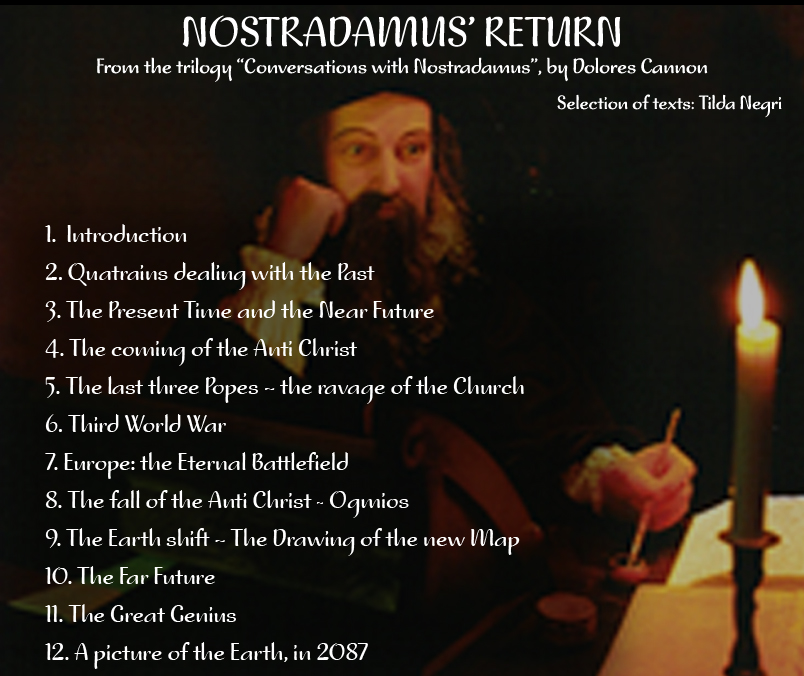 NOSTRADAMUS' RETURN
From the trilogy "Conversations with Nostradamus", by Dolores Cannon
Selection of texts: Tilda Negri
1. Introduction
2. Quatrains dealing with the Past
3. The Present Time and the Near Future
4. The coming of the Anti Christ
5. The last three Popes ~ the ravage of the Church
6. Third World War
7. Europe: the Eternal Battlefield
8. The fall of the Anti Christ - Ogmios
9. The Earth shift ~ The Drawing of the new Map
10. The Far Future
11. The Great Genius
12. A picture of the Earth, in 2087